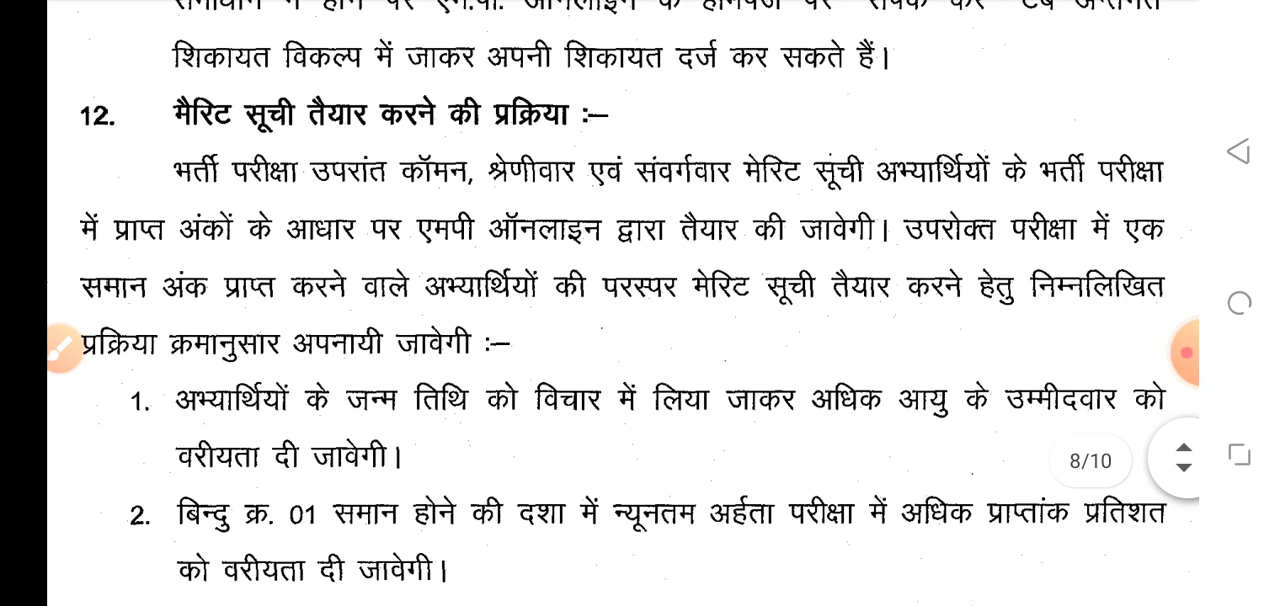 शिकायत विकल्प में जाकर अपनी शिकायत दर्ज कर सकते हैं।
12. मैरिट सूची तैयार करने की प्रक्रिया :–
भर्ती परीक्षा उपरांत कॉमन, श्रेणीवार एवं संवर्गवार मेरिट सूची अभ्यार्थियों के भर्ती परीक्षा
में प्राप्त अंकों के आधार पर एमपी ऑनलाइन द्वारा तैयार की जावेगी। उपरोक्त परीक्षा में एक
समान अंक प्राप्त करने वाले अभ्यार्थियों की परस्पर मेरिट सूची तैयार करने हेतु निम्नलिखित
प्रक्रिया क्रमानुसार अपनायी जावेगी :–
1. अभ्यार्थियों के जन्म तिथि को विचार में लिया जाकर अधिक आयु के उम्मीदवार को
वरीयता दी जावेगी।
8/10
2. बिन्दु क्र. 01 समान होने की दशा में न्यूनतम अर्हता परीक्षा में अधिक प्राप्तांक प्रतिशत
को वरीयता दी जावेगी।